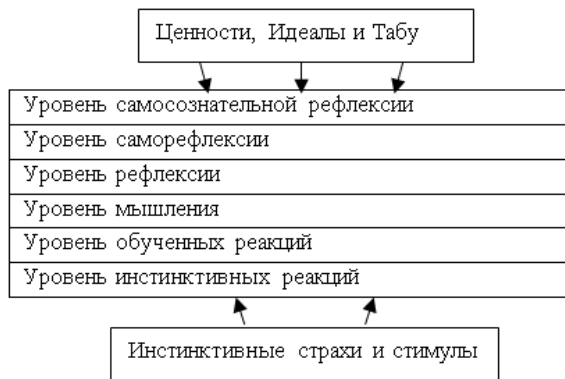 Ценности, Идеалы и Табу
Уровень самосознательной рефлексии
Уровень саморефлексии
Уровень рефлексии
Уровень мышления
Уровень обученных реакций
Уровень инстинктивных реакций
Инстинктивные страхи и стимулы